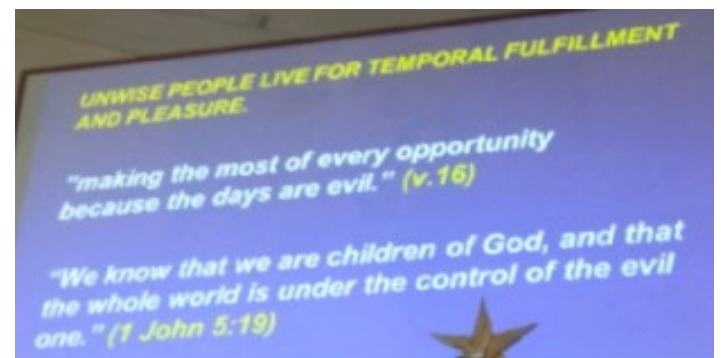 UNWISE PEOPLE LIVE FOR TEMPORAL FULFILLMENT
AND PLEASURE.
"making the most of every opportunity
because the days are evil." (v.16)
"We know that we are children of God, and that
the whole world is under the control of the evil
one." (1 John 5:19)